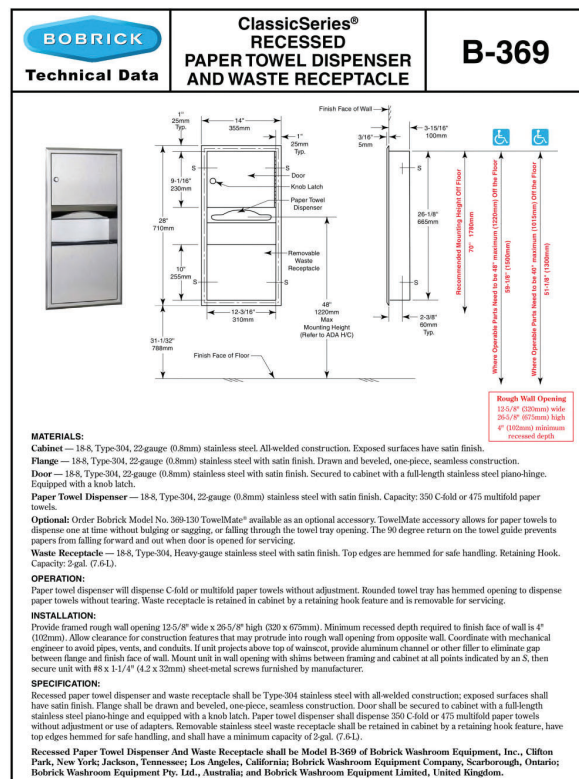 BOBRICK
Technical Data
ClassicSeries®
RECESSED
PAPER TOWEL DISPENSER
AND WASTE RECEPTACLE
B-369
1"
25mm
Typ.
14"
355mm
1"
25mm
Typ.
S
S
Door
9-1/16"
230mm
Knob Latch
Paper Towel
Dispenser
28"
710mm
Removable
Waste
Receptacle
10"
255mm
S
S
12-3/16"
310mm
48"
1220mm
Max
Mounting Height
(Refer to ADA H/C)
31-1/32"
788mm
Finish Face of Floor
Finish Face of Wall
3-15/16"
100mm
3/16"
5mm
S
26-1/8"
665mm
S
2-3/8"
60mm
Typ.
Recommended Mounting Height Off Floor
70" 1780mm
Where Operable Parts Need to be 48" maximum (1220mm) Off the Floor
59-1/8" (1500mm)
Where Operable Parts Need to be 40" maximum (1015mm) Off the Floor
51-1/8" (1300mm)
Rough Wall Opening
12-5/8" (320mm) wide
26-5/8" (675mm) high
4" (102mm) minimum
recessed depth
MATERIALS:
Cabinet — 18-8, Type-304, 22-gauge (0.8mm) stainless steel. All-welded construction. Exposed surfaces have satin finish.
Flange — 18-8, Type-304, 22-gauge (0.8mm) stainless steel with satin finish. Drawn and beveled, one-piece, seamless construction.
Door — 18-8, Type-304, 22-gauge (0.8mm) stainless steel with satin finish. Secured to cabinet with a full-length stainless steel piano-hinge.
Equipped with a knob latch.
Paper Towel Dispenser — 18-8, Type-304, 22-gauge (0.8mm) stainless steel with satin finish. Capacity: 350 C-fold or 475 multifold paper
towels.
Optional: Order Bobrick Model No. 369-130 TowelMate® available as an optional accessory. TowelMate accessory allows for paper towels to
dispense one at time without bulging or sagging, or falling through the towel tray opening. The 90 degree return on the towel guide prevents
papers from falling forward and out when door is opened for servicing.
Waste Receptacle — 18-8, Type-304, Heavy-gauge stainless steel with satin finish. Top edges are hemmed for safe handling. Retaining Hook.
Capacity: 2-gal. (7.6-L).
OPERATION:
Paper towel dispenser will dispense C-fold or multifold paper towels without adjustment. Rounded towel tray has hemmed opening to dispense
paper towels without tearing. Waste receptacle is retained in cabinet by a retaining hook feature and is removable for servicing.
INSTALLATION:
Provide framed rough wall opening 12-5/8" wide x 26-5/8" high (320 x 675mm). Minimum recessed depth required to finish face of wall is 4"
(102mm). Allow clearance for construction features that may protrude into rough wall opening from opposite wall. Coordinate with mechanical
engineer to avoid pipes, vents, and conduits. If unit projects above top of wainscot, provide aluminum channel or other filler to eliminate gap
between flange and finish face of wall. Mount unit in wall opening with shims between framing and cabinet at all points indicated by an S, then
secure unit with #8 x 1-1/4" (4.2 x 32mm) sheet-metal screws furnished by manufacturer.
SPECIFICATION:
Recessed paper towel dispenser and waste receptacle shall be Type-304 stainless steel with all-welded construction; exposed surfaces shall
have satin finish. Flange shall be drawn and beveled, one-piece, seamless construction. Door shall be secured to cabinet with a full-length
stainless steel piano-hinge and equipped with a knob latch. Paper towel dispenser shall dispense 350 C-fold or 475 multifold paper towels
without adjustment or use of adapters. Removable stainless steel waste receptacle shall be retained in cabinet by a retaining hook feature, have
top edges hemmed for safe handling, and shall have a minimum capacity of 2-gal. (7.6-L).
Recessed Paper Towel Dispenser And Waste Receptacle shall be Model B-369 of Bobrick Washroom Equipment, Inc., Clifton
Park, New York; Jackson, Tennessee; Los Angeles, California; Bobrick Washroom Equipment Company, Scarborough, Ontario;
Bobrick Washroom Equipment Pty. Ltd., Australia; and Bobrick Washroom Equipment Limited, United Kingdom.